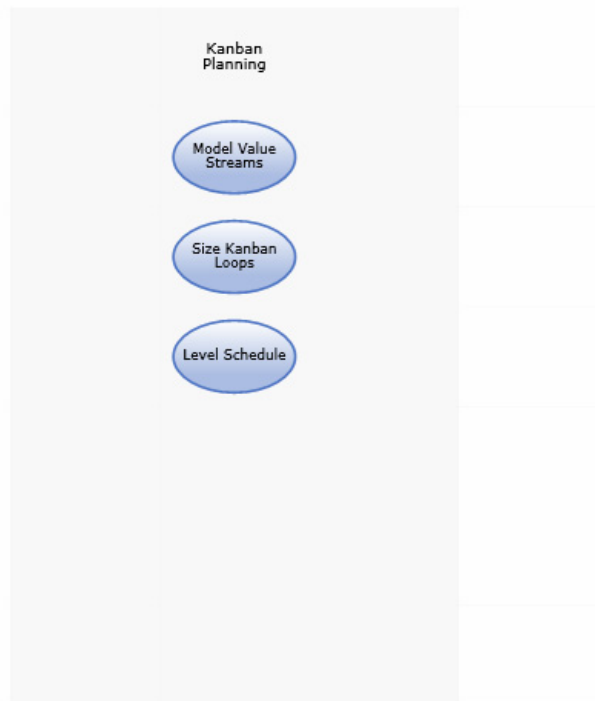 Kanban
Planning
Model Value
Streams
Size Kanban
Loops
Level Schedule